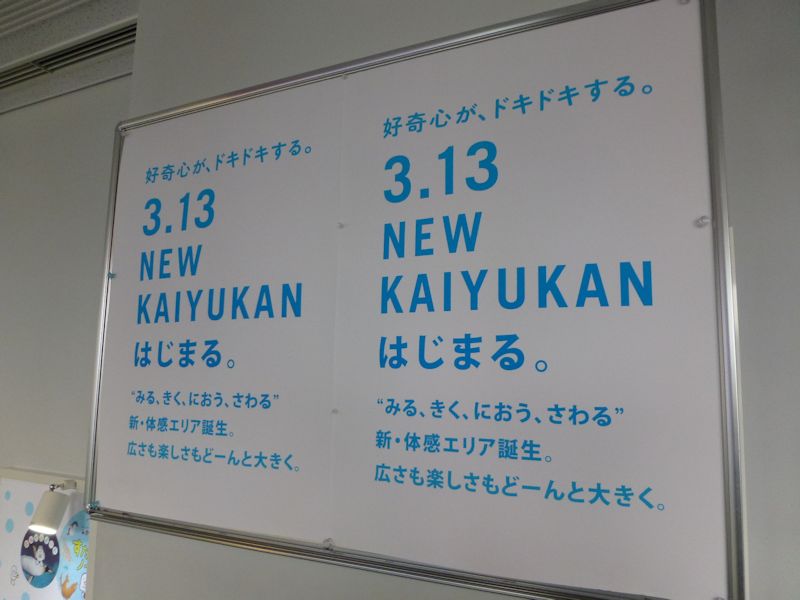 好奇心が、ドキドキする。
3.13
NEW
KAIYUKAN
はじまる。
“みる、きく、におう、さわる”
新・体感エリア誕生。
広さも楽しさもどーんと大きく。
好奇心が、ドキドキする。
3.13
NEW
KAIYUKAN
はじまる。
“みる、きく、におう、さわる”
新・体感エリア誕生。
広さも楽しさもどーんと大きく。